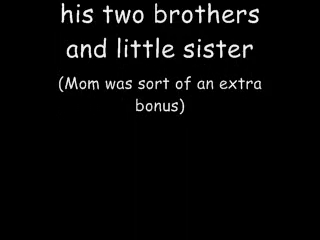 his two brothers
and little sister
(Mom was sort of an extra
bonus)